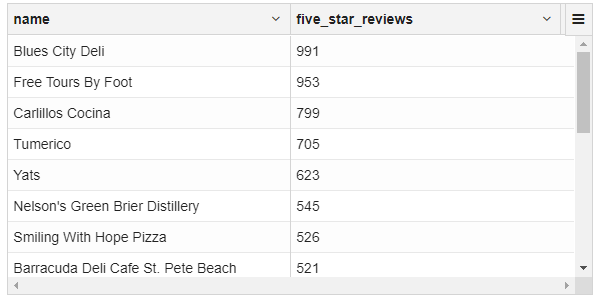 name five_star_reviews
Blues City Deli 991
Free Tours By Foot 953
Carlillos Cocina 799
Tumerico 705
Yats 623
Nelson's Green Brier Distillery 545
Smiling With Hope Pizza 526
Barracuda Deli Cafe St. Pete Beach 521